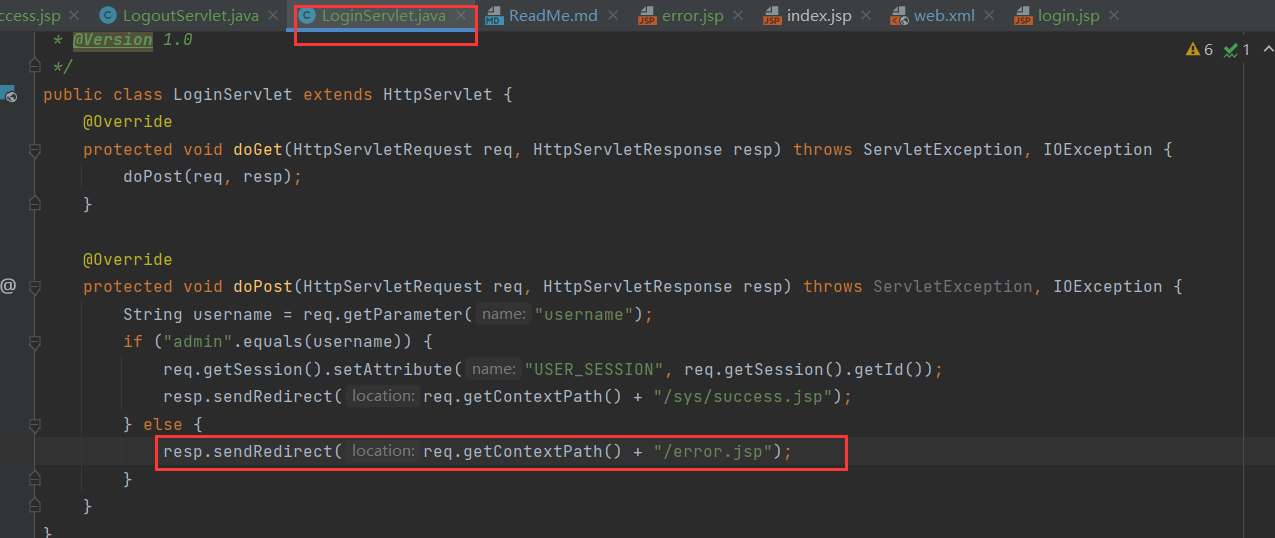 ccess.jsp LogoutServlet.java LoginServlet.java ReadMe.md error.jsp index.jsp web.xml login.jsp
* @Version 1.0
6 1
*/
public class LoginServlet extends HttpServlet {
@Override
protected void doGet(HttpServletRequest req, HttpServletResponse resp) throws ServletException, IOException {
doPost(req, resp);
}
@Override
protected void doPost(HttpServletRequest req, HttpServletResponse resp) throws ServletException, IOException {
String username = req.getParameter( name: "username");
if ("admin".equals(username)) {
req.getSession().setAttribute( name: "USER_SESSION", req.getSession().getId());
resp.sendRedirect( location: req.getContextPath() + "/sys/success.jsp");
} else {
resp.sendRedirect( location: req.getContextPath() + "/error.jsp");
}
}
}